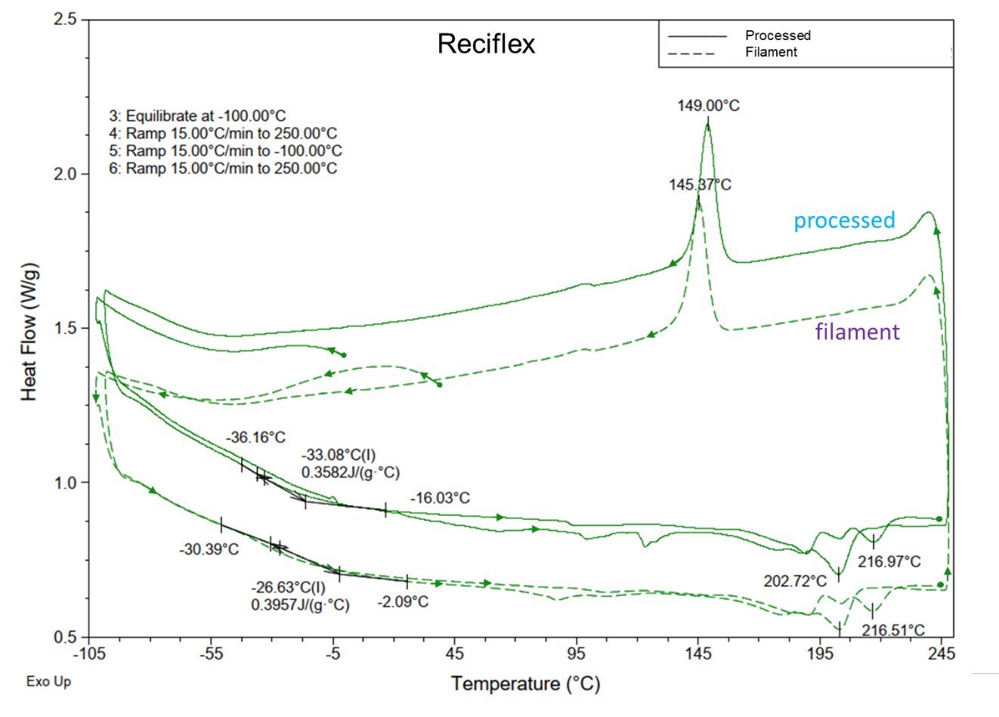 Reciflex
Processed
Filament
3: Equilibrate at -100.00°C
4: Ramp 15.00°C/min to 250.00°C
5: Ramp 15.00°C/min to -100.00°C
6: Ramp 15.00°C/min to 250.00°C
149.00°C
145.37°C
processed
filament
-36.16°C
-33.08°C(I)
0.3582J/(g·°C)
-16.03°C
-30.39°C
-26.63°C(I)
0.3957J/(g·°C)
-2.09°C
216.97°C
202.72°C
216.51°C
2.5
2.0
1.5
1.0
0.5
Heat Flow (W/g)
-105 -55 -5 45 95 145 195 245
Exo Up
Temperature (°C)